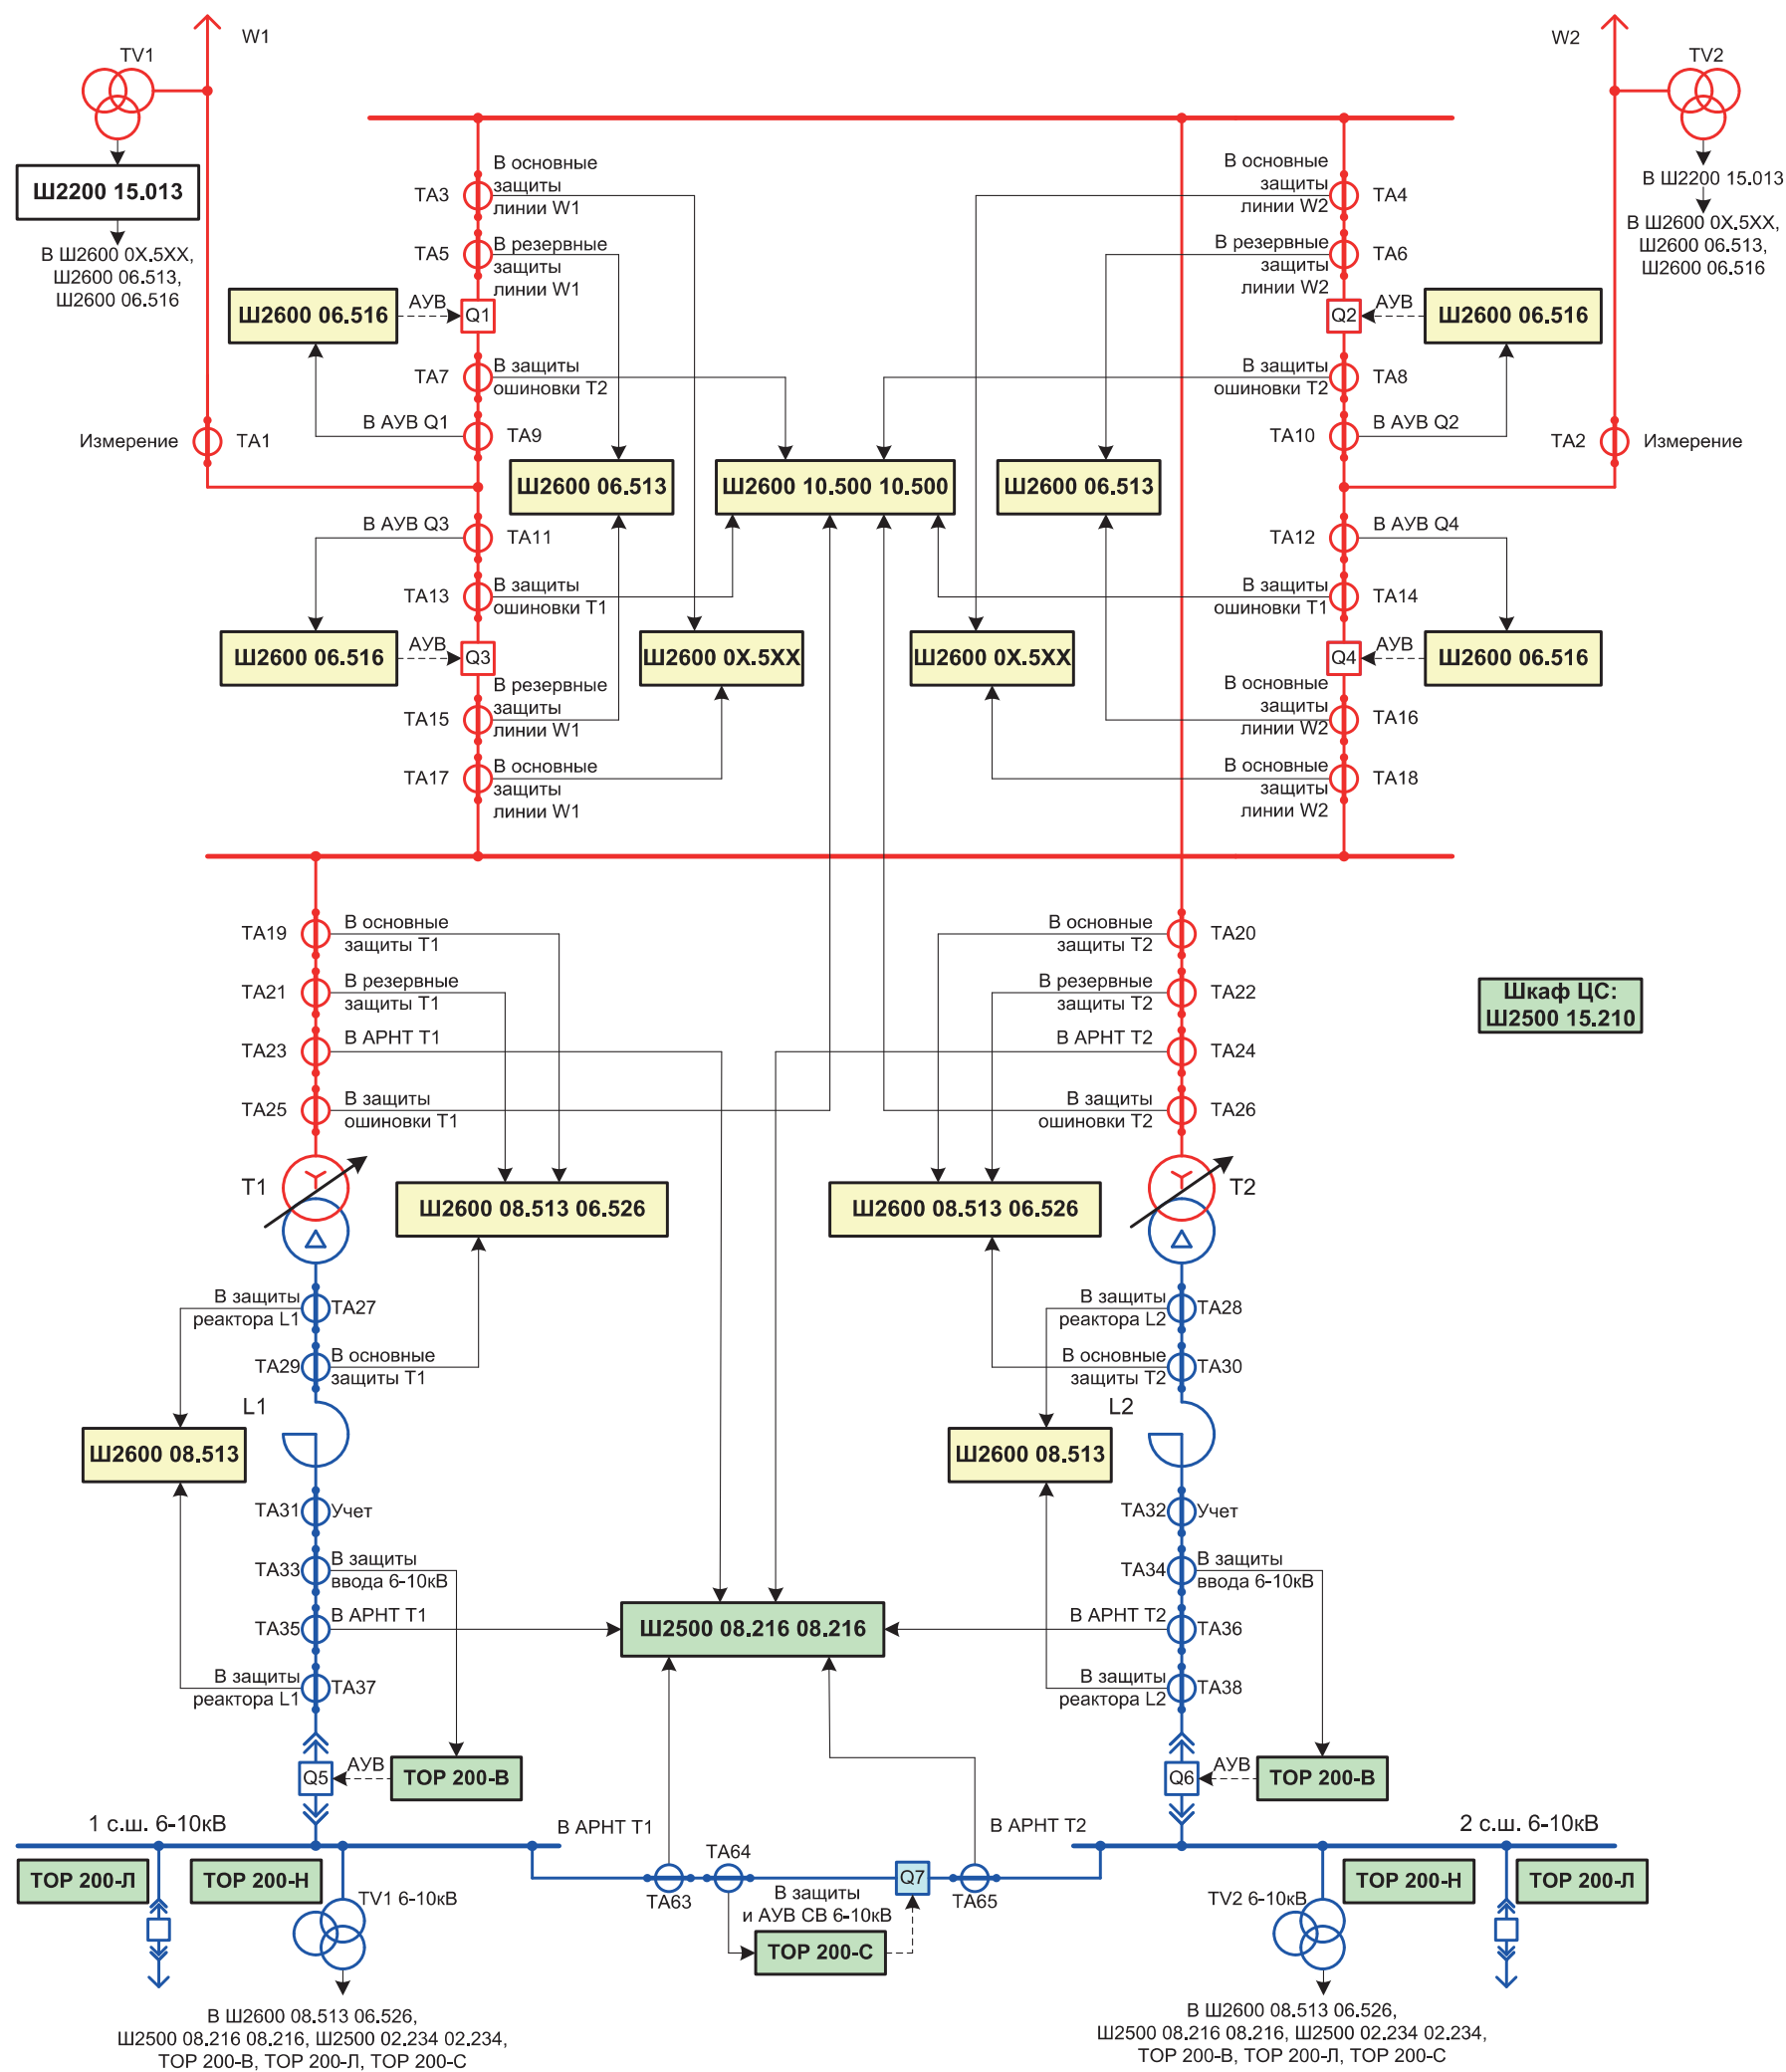 W1
W2
TV1
TV2
Ш2200 15.013
В Ш2600 0Х.5ХХ,
Ш2600 06.513,
Ш2600 06.516
В Ш2200 15.013
В Ш2600 0Х.5ХХ,
Ш2600 06.513,
Ш2600 06.516
TA3
В основные
защиты
линии W1
В основные
защиты
линии W2
TA4
TA5
В резервные
защиты
линии W1
В резервные
защиты
линии W2
TA6
Ш2600 06.516
АУВ
Q1
Q2
АУВ
Ш2600 06.516
TA7
В защиты
ошиновки Т2
В защиты
ошиновки Т2
TA8
Измерение
TA1
В АУВ Q1
TA9
TA10
В АУВ Q2
TA2
Измерение
Ш2600 06.513
Ш2600 10.500 10.500
Ш2600 06.513
В АУВ Q3
TA11
TA12
В АУВ Q4
TA13
В защиты
ошиновки Т1
В защиты
ошиновки Т1
TA14
Ш2600 06.516
АУВ
Q3
Ш2600 0Х.5ХХ
Ш2600 0Х.5ХХ
Q4
АУВ
Ш2600 06.516
TA15
В резервные
защиты
линии W1
В основные
защиты
линии W2
TA16
TA17
В основные
защиты
линии W1
В основные
защиты
линии W2
TA18
TA19
В основные
защиты Т1
В основные
защиты Т2
TA20
TA21
В резервные
защиты Т1
В резервные
защиты Т2
TA22
Шкаф ЦС:
Ш2500 15.210
TA23
В АРНТ Т1
В АРНТ Т2
TA24
TA25
В защиты
ошиновки Т1
В защиты
ошиновки Т2
TA26
T1
Ш2600 08.513 06.526
Ш2600 08.513 06.526
T2
В защиты
реактора L1
TA27
В защиты
реактора L2
TA28
TA29
В основные
защиты Т1
В основные
защиты Т2
TA30
L1
L2
Ш2600 08.513
Ш2600 08.513
TA31
Учет
TA32
Учет
TA33
В защиты
ввода 6-10кВ
TA34
В защиты
ввода 6-10кВ
TA35
В АРНТ Т1
Ш2500 08.216 08.216
В АРНТ Т2
TA36
В защиты
реактора L1
TA37
В защиты
реактора L2
TA38
Q5
АУВ
ТОР 200-В
Q6
АУВ
ТОР 200-В
1 с.ш. 6-10кВ
В АРНТ Т1
В АРНТ Т2
2 с.ш. 6-10кВ
ТОР 200-Л
ТОР 200-Н
TV1 6-10кВ
TA63
TA64
Q7
TA65
В защиты
и АУВ СВ 6-10кВ
ТОР 200-С
TV2 6-10кВ
ТОР 200-Н
ТОР 200-Л
В Ш2600 08.513 06.526,
Ш2500 08.216 08.216, Ш2500 02.234 02.234,
ТОР 200-В, ТОР 200-Л, ТОР 200-С
В Ш2600 08.513 06.526,
Ш2500 08.216 08.216, Ш2500 02.234 02.234,
ТОР 200-В, ТОР 200-Л, ТОР 200-С